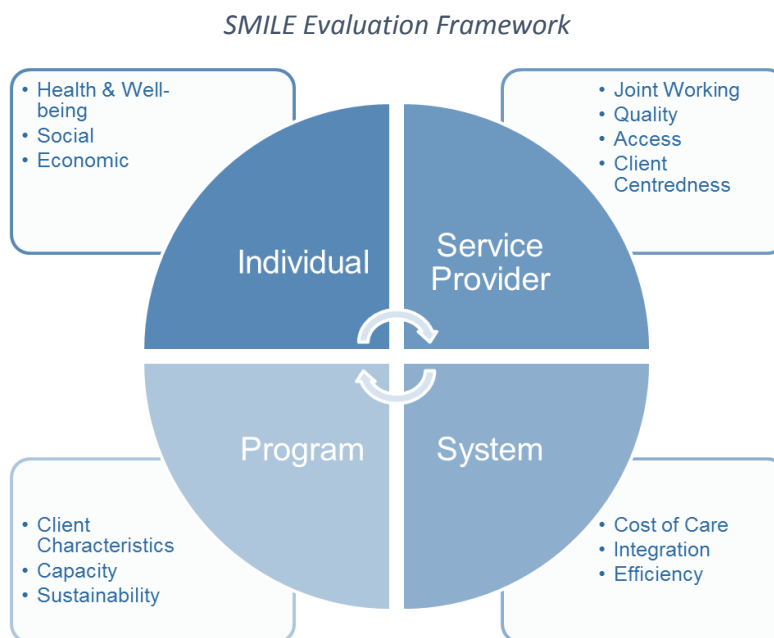 SMILE Evaluation Framework
• Health & Well-
being
• Social
• Economic
• Joint Working
• Quality
• Access
• Client
Centredness
Individual
Service
Provider
Program
System
• Client
Characteristics
• Capacity
• Sustainability
• Cost of Care
• Integration
• Efficiency